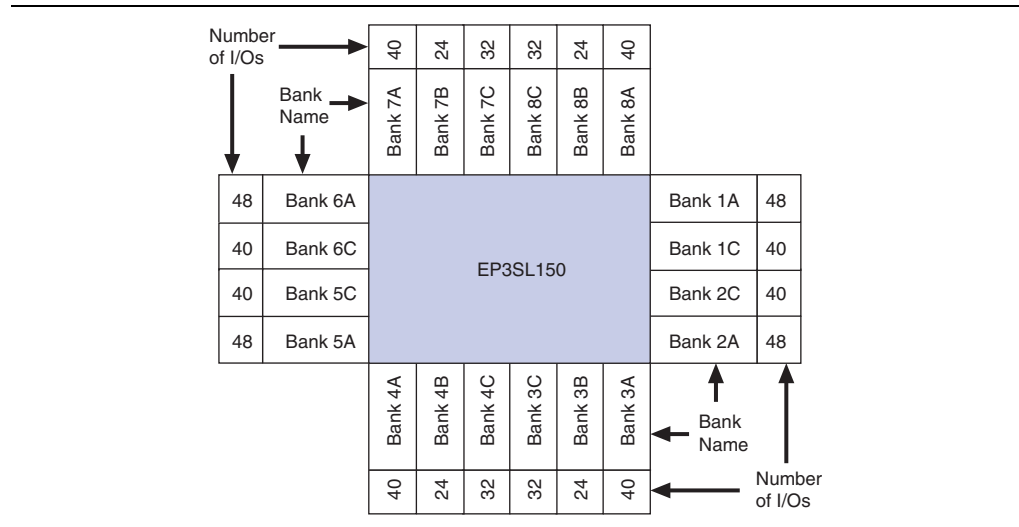 Number
of I/Os
40 24 32 32 24 40
Bank
Name
Bank 7A Bank 7B Bank 7C Bank 8C Bank 8B Bank 8A
48 Bank 6A Bank 1A 48
40 Bank 6C Bank 1C 40
EP3SL150
40 Bank 5C Bank 2C 40
48 Bank 5A Bank 2A 48
Bank 4A Bank 4B Bank 4C Bank 3C Bank 3B Bank 3A
Bank
Name
40 24 32 32 24 40
Number
of I/Os